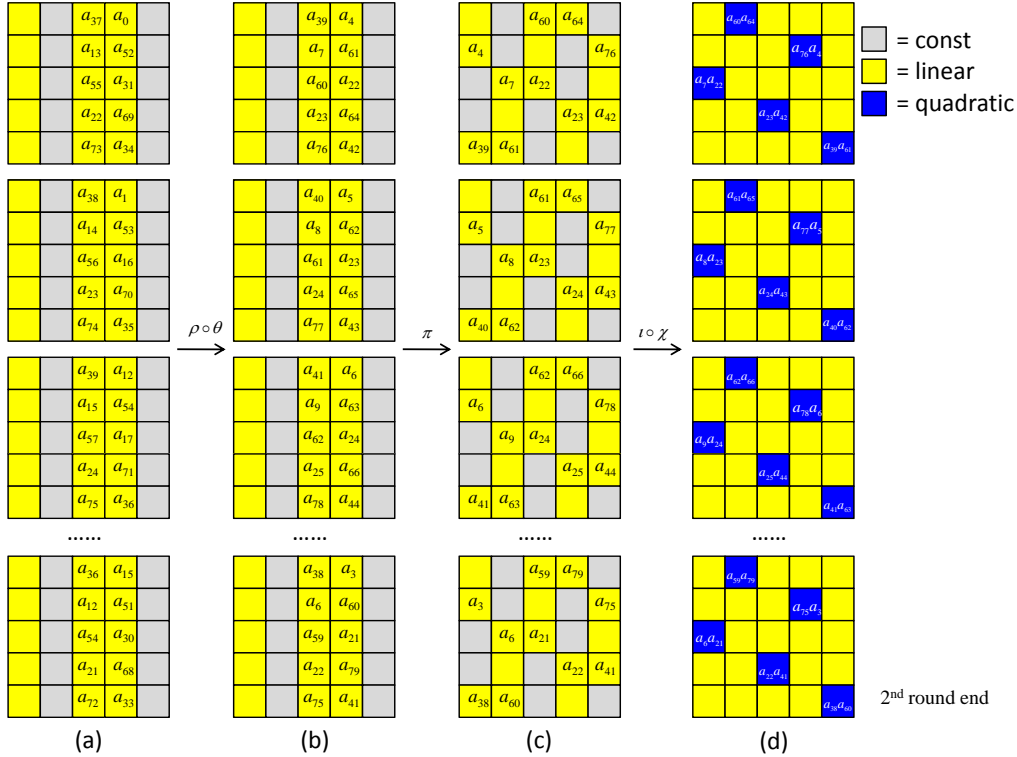 a37 a0 a39 a4 a60 a64 a60a64
= const
a13 a52 a7 a61 a4 a76 a76a4
= linear
a55 a31 a60 a22 a7 a22 a7a22
= quadratic
a22 a69 a23 a64 a23 a42 a23a42
a73 a34 a76 a42 a39 a61 a39a61
a38 a1 a40 a5 a61 a65 a61a65
a14 a53 a8 a62 a5 a77 a77a5
a56 a16 a61 a23 a8 a23 a8a23
a23 a70 a24 a65 a24 a43 a24a43
a74 a35 a77 a43 a40 a62 a40a62
ρ∘θ π ι∘χ
a39 a12 a41 a6 a62 a66 a62a66
a15 a54 a9 a63 a6 a78 a78a6
a57 a17 a62 a24 a9 a24 a9a24
a24 a71 a25 a66 a25 a44 a25a44
a75 a36 a78 a44 a41 a63 a41a63
...... ...... ...... ......
a36 a15 a38 a3 a59 a79 a59a79
a12 a51 a6 a60 a3 a75 a75a3
a54 a30 a59 a21 a6 a21 a6a21
a21 a68 a22 a79 a22 a41 a22a41
a72 a33 a75 a41 a38 a60 a38a60
2nd round end
(a) (b) (c) (d)